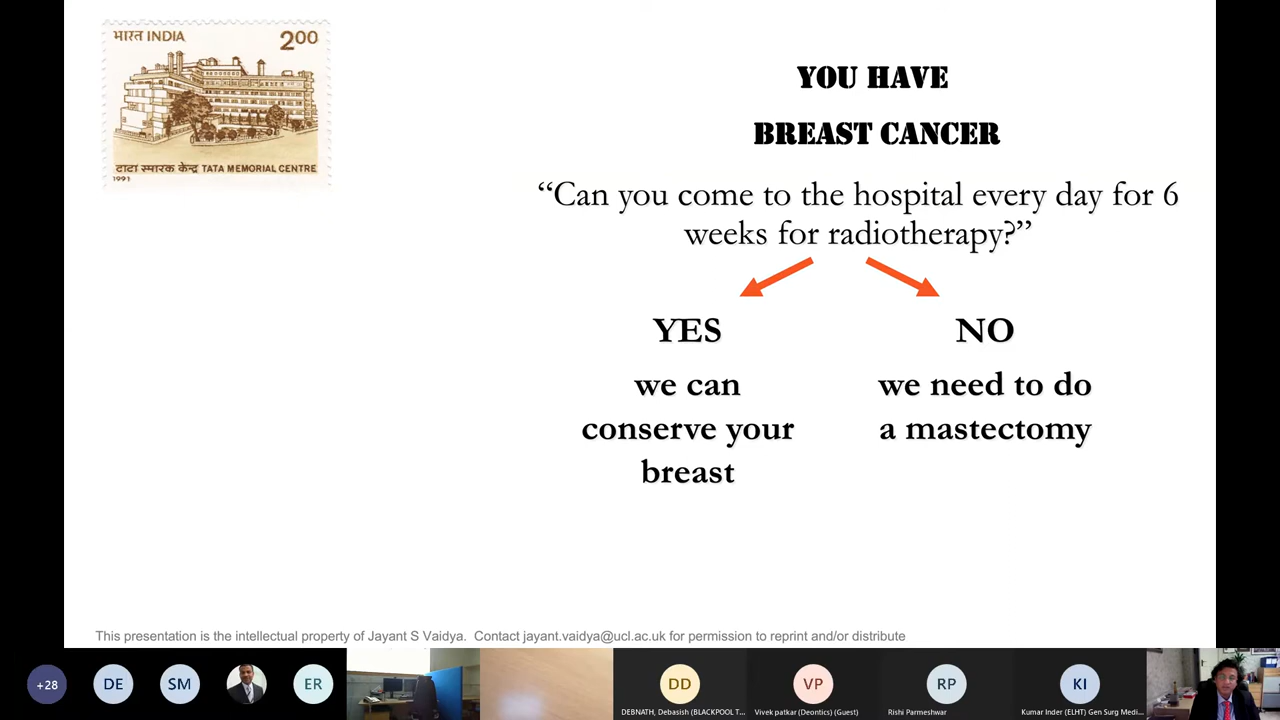 भारत INDIA 2.00
टाटा स्मारक केन्द्र TATA MEMORIAL CENTRE
1991
YOU HAVE
BREAST CANCER
“Can you come to the hospital every day for 6
weeks for radiotherapy?”
YES
we can
conserve your
breast
NO
we need to do
a mastectomy
This presentation is the intellectual property of Jayant S Vaidya. Contact jayant.vaidya@ucl.ac.uk for permission to reprint and/or distribute
+28
DE
SM
ER
DD
DEBNATH, Debasish (BLACKPOOL T...
VP
Vivek patkar (Deontics) (Guest)
RP
Rishi Parmeshwar
KI
Kumar Inder (ELHT) Gen Surg Medi...